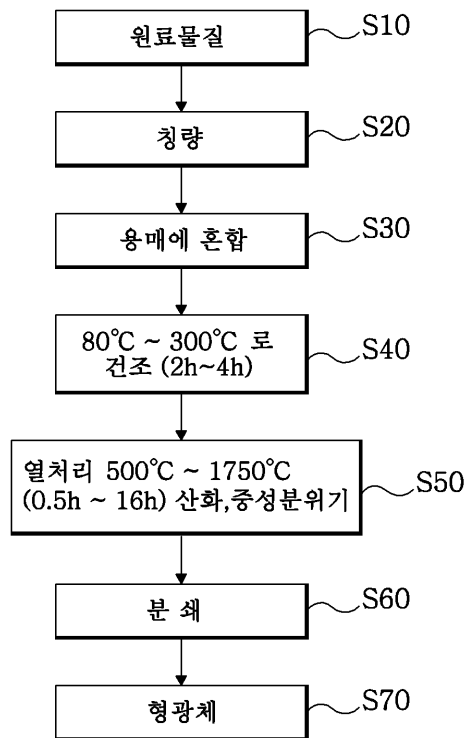 원료물질
S10
칭량
S20
용매에 혼합
S30
80℃ ~ 300℃ 로
건조 (2h~4h)
S40
열처리 500℃ ~ 1750℃
(0.5h ~ 16h) 산화,중성분위기
S50
분 쇄
S60
형광체
S70